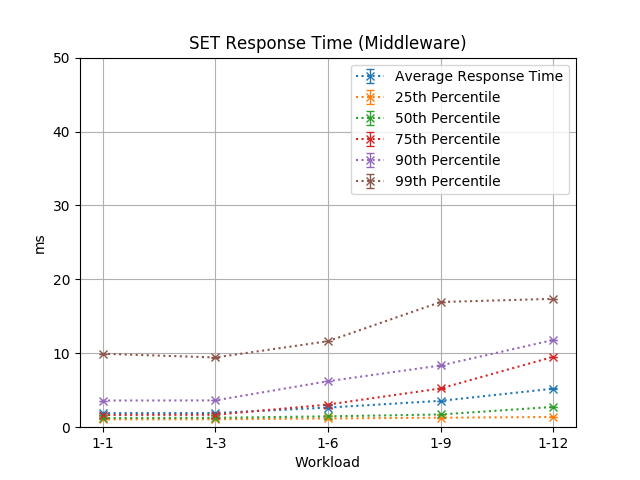 SET Response Time (Middleware)
50
40
30
20
10
0
ms
Average Response Time
25th Percentile
50th Percentile
75th Percentile
90th Percentile
99th Percentile
1-1
1-3
1-6
1-9
1-12
Workload